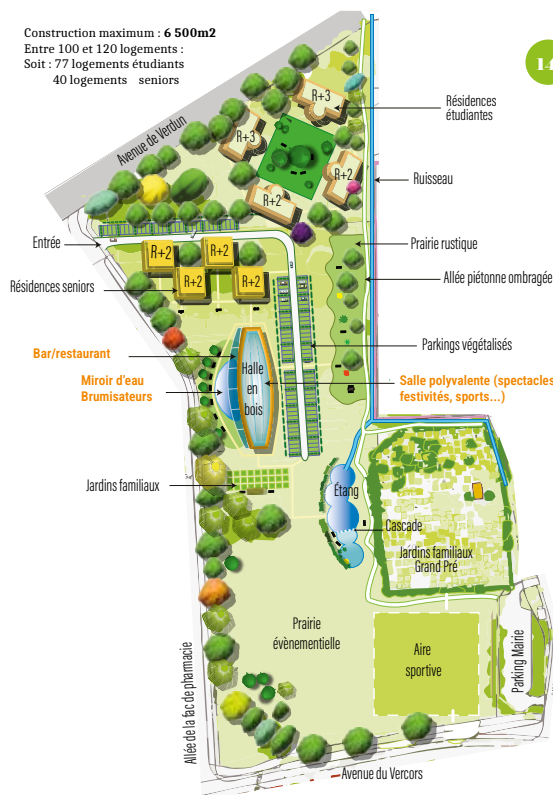 Construction maximum : 6 500m2
Entre 100 et 120 logements :
Soit : 77 logements étudiants
40 logements seniors
14
Avenue de Verdun
R+3
R+3
R+2
R+2
Résidences
étudiantes
Ruisseau
Entrée
Prairie rustique
R+2
R+2
R+2
R+2
Allée piétonne ombragée
Résidences seniors
Parkings végétalisés
Bar/restaurant
Miroir d'eau
Brumisateurs
Halle
en
bois
Salle polyvalente (spectacles
festivités, sports...)
Jardins familiaux
Étang
Cascade
Jardins familiaux
Grand Pré
Prairie
évènementielle
Aire
sportive
Parking Mairie
Allée de la fac de pharmacie
Avenue du Vercors